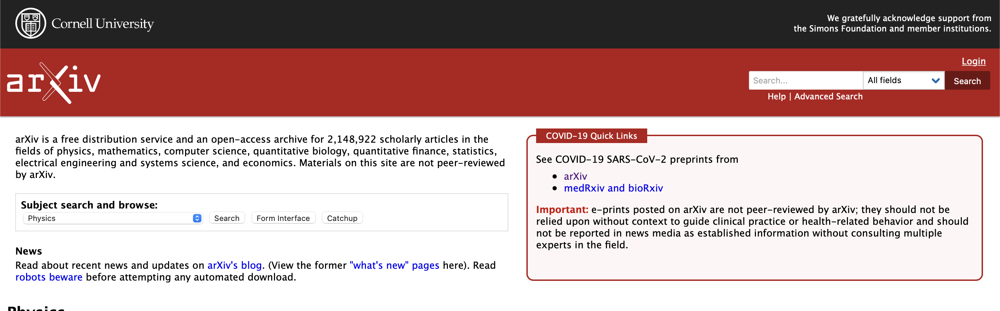 Cornell University
We gratefully acknowledge support from
the Simons Foundation and member institutions.
arXiv
Login
Search...
All fields
Search
Help | Advanced Search
arXiv is a free distribution service and an open-access archive for 2,148,922 scholarly articles in the
fields of physics, mathematics, computer science, quantitative biology, quantitative finance, statistics,
electrical engineering and systems science, and economics. Materials on this site are not peer-reviewed
by arXiv.
Subject search and browse:
Physics
Search
Form Interface
Catchup
News
Read about recent news and updates on arXiv's blog. (View the former "what's new" pages here). Read
robots beware before attempting any automated download.
COVID-19 Quick Links
See COVID-19 SARS-CoV-2 preprints from
• arXiv
• medRxiv and bioRxiv
Important: e-prints posted on arXiv are not peer-reviewed by arXiv; they should not be
relied upon without context to guide clinical practice or health-related behavior and should
not be reported in news media as established information without consulting multiple
experts in the field.
Physics